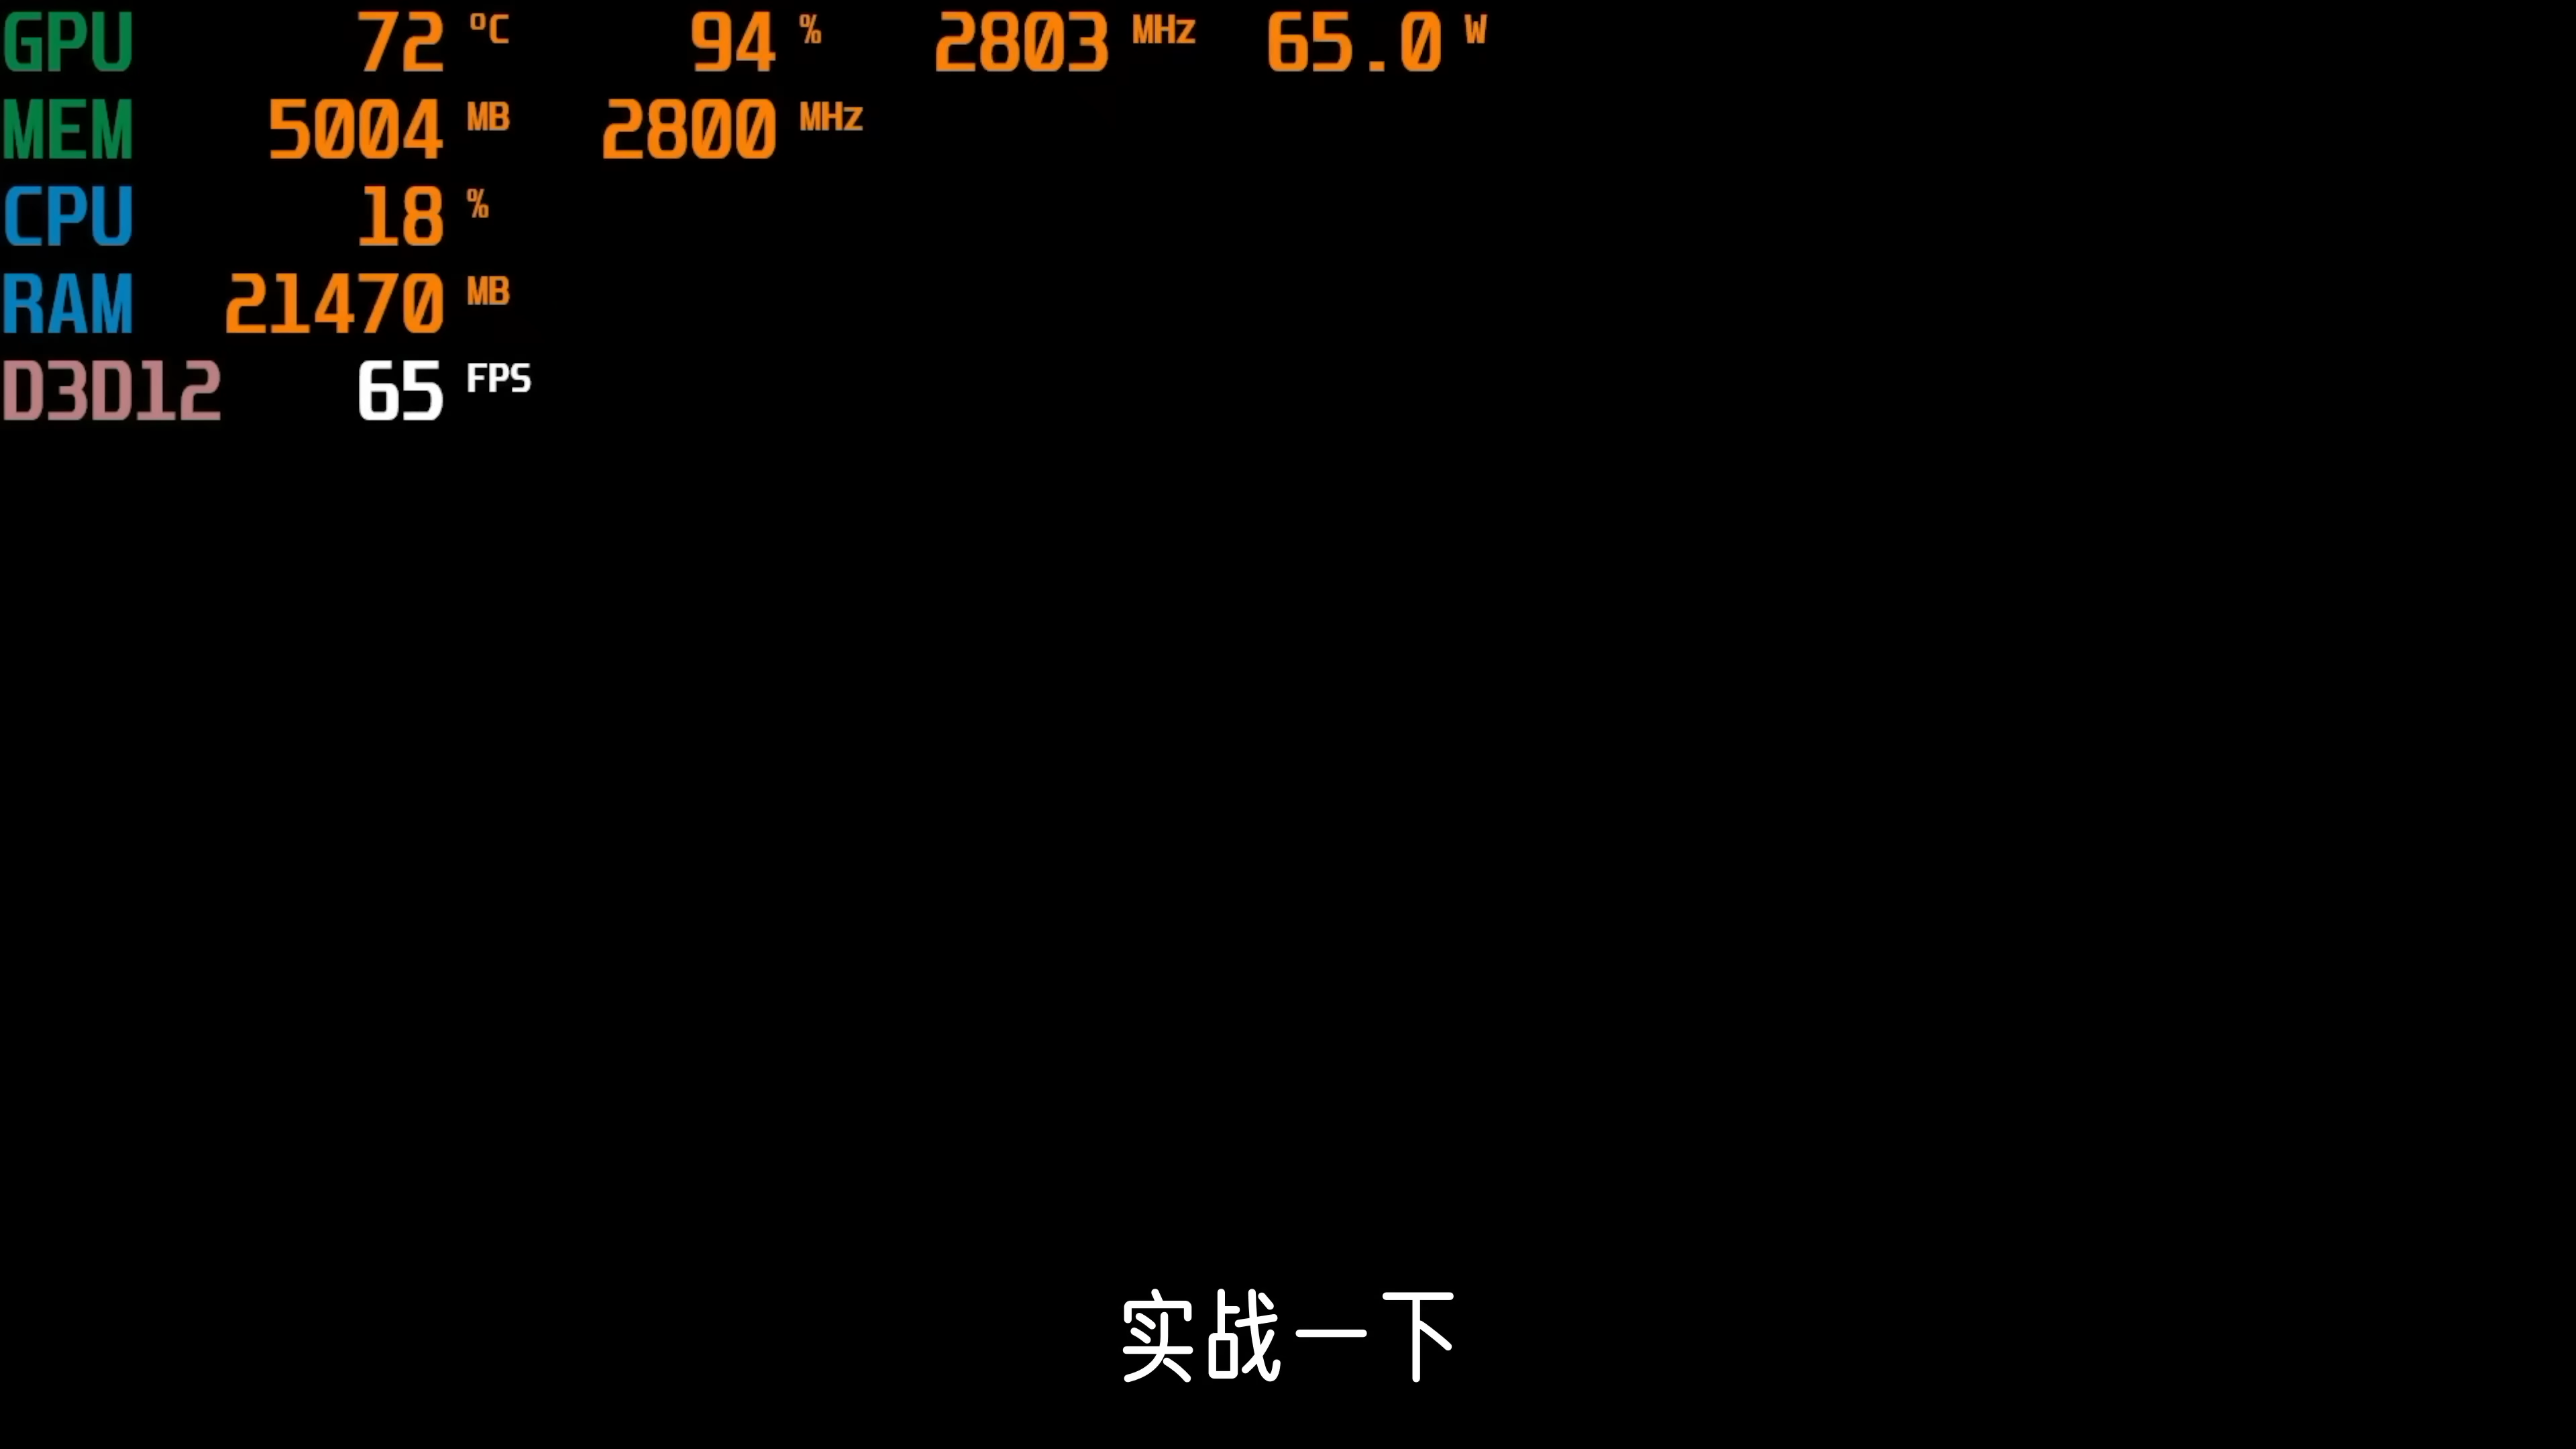 GPU 72 °C 94 % 2803 MHz 65.0 W
MEM 5004 MB 2800 MHz
CPU 18 %
RAM 21470 MB
D3D12 65 FPS
实战一下